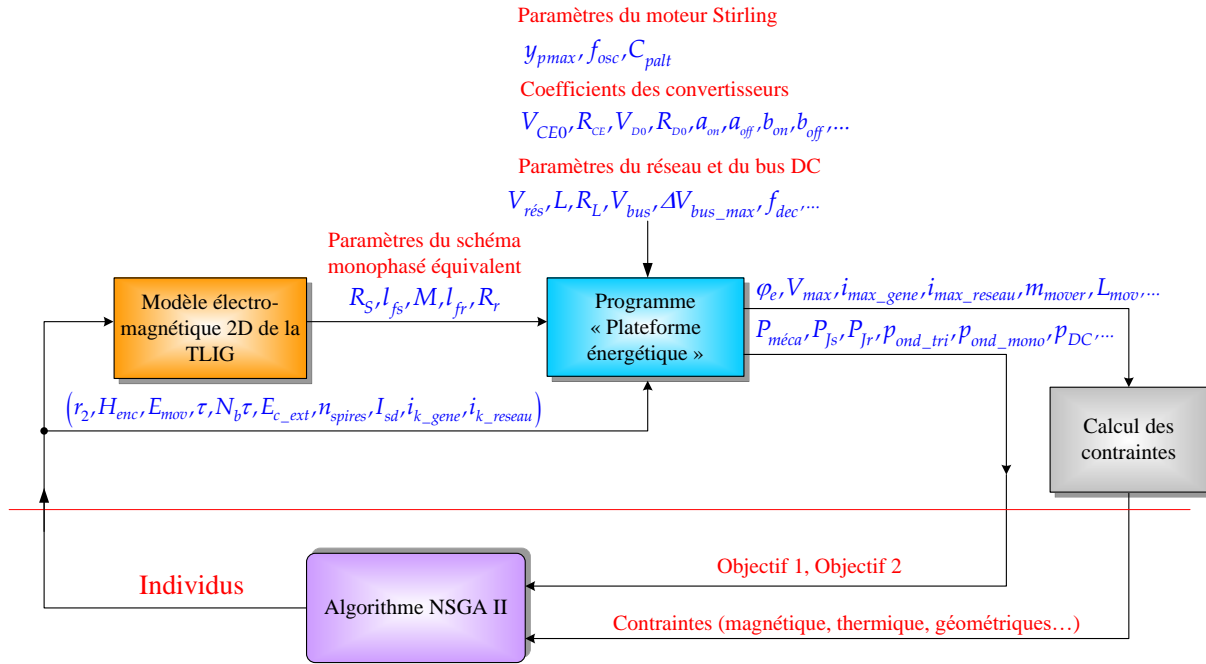 Paramètres du moteur Stirling
y_pmax, f_osc, C_palt
Coefficients des convertisseurs
V_CE0, R_CE, V_D0, R_D0, a_on, a_off, b_on, b_off, ...
Paramètres du réseau et du bus DC
V_rés, L, R_L, V_bus, ΔV_bus_max, f_dec, ...
Paramètres du schéma
monophasé équivalent
R_S, l_fs, M, l_fr, R_r
Modèle électro-
magnétique 2D de la
TLIG
Programme
« Plateforme
énergétique »
φ_e, V_max, i_max_gene, i_max_reseau, m_mover, L_mov, ...
P_méca, P_Js, P_Jr, p_ond_tri, p_ond_mono, p_DC, ...
(r_2, H_enc, E_mov, τ, N_b τ, E_c_ext, n_spires, I_sd, i_k_gene, i_k_reseau)
Calcul des
contraintes
Individus
Algorithme NSGA II
Objectif 1, Objectif 2
Contraintes (magnétique, thermique, géométriques…)